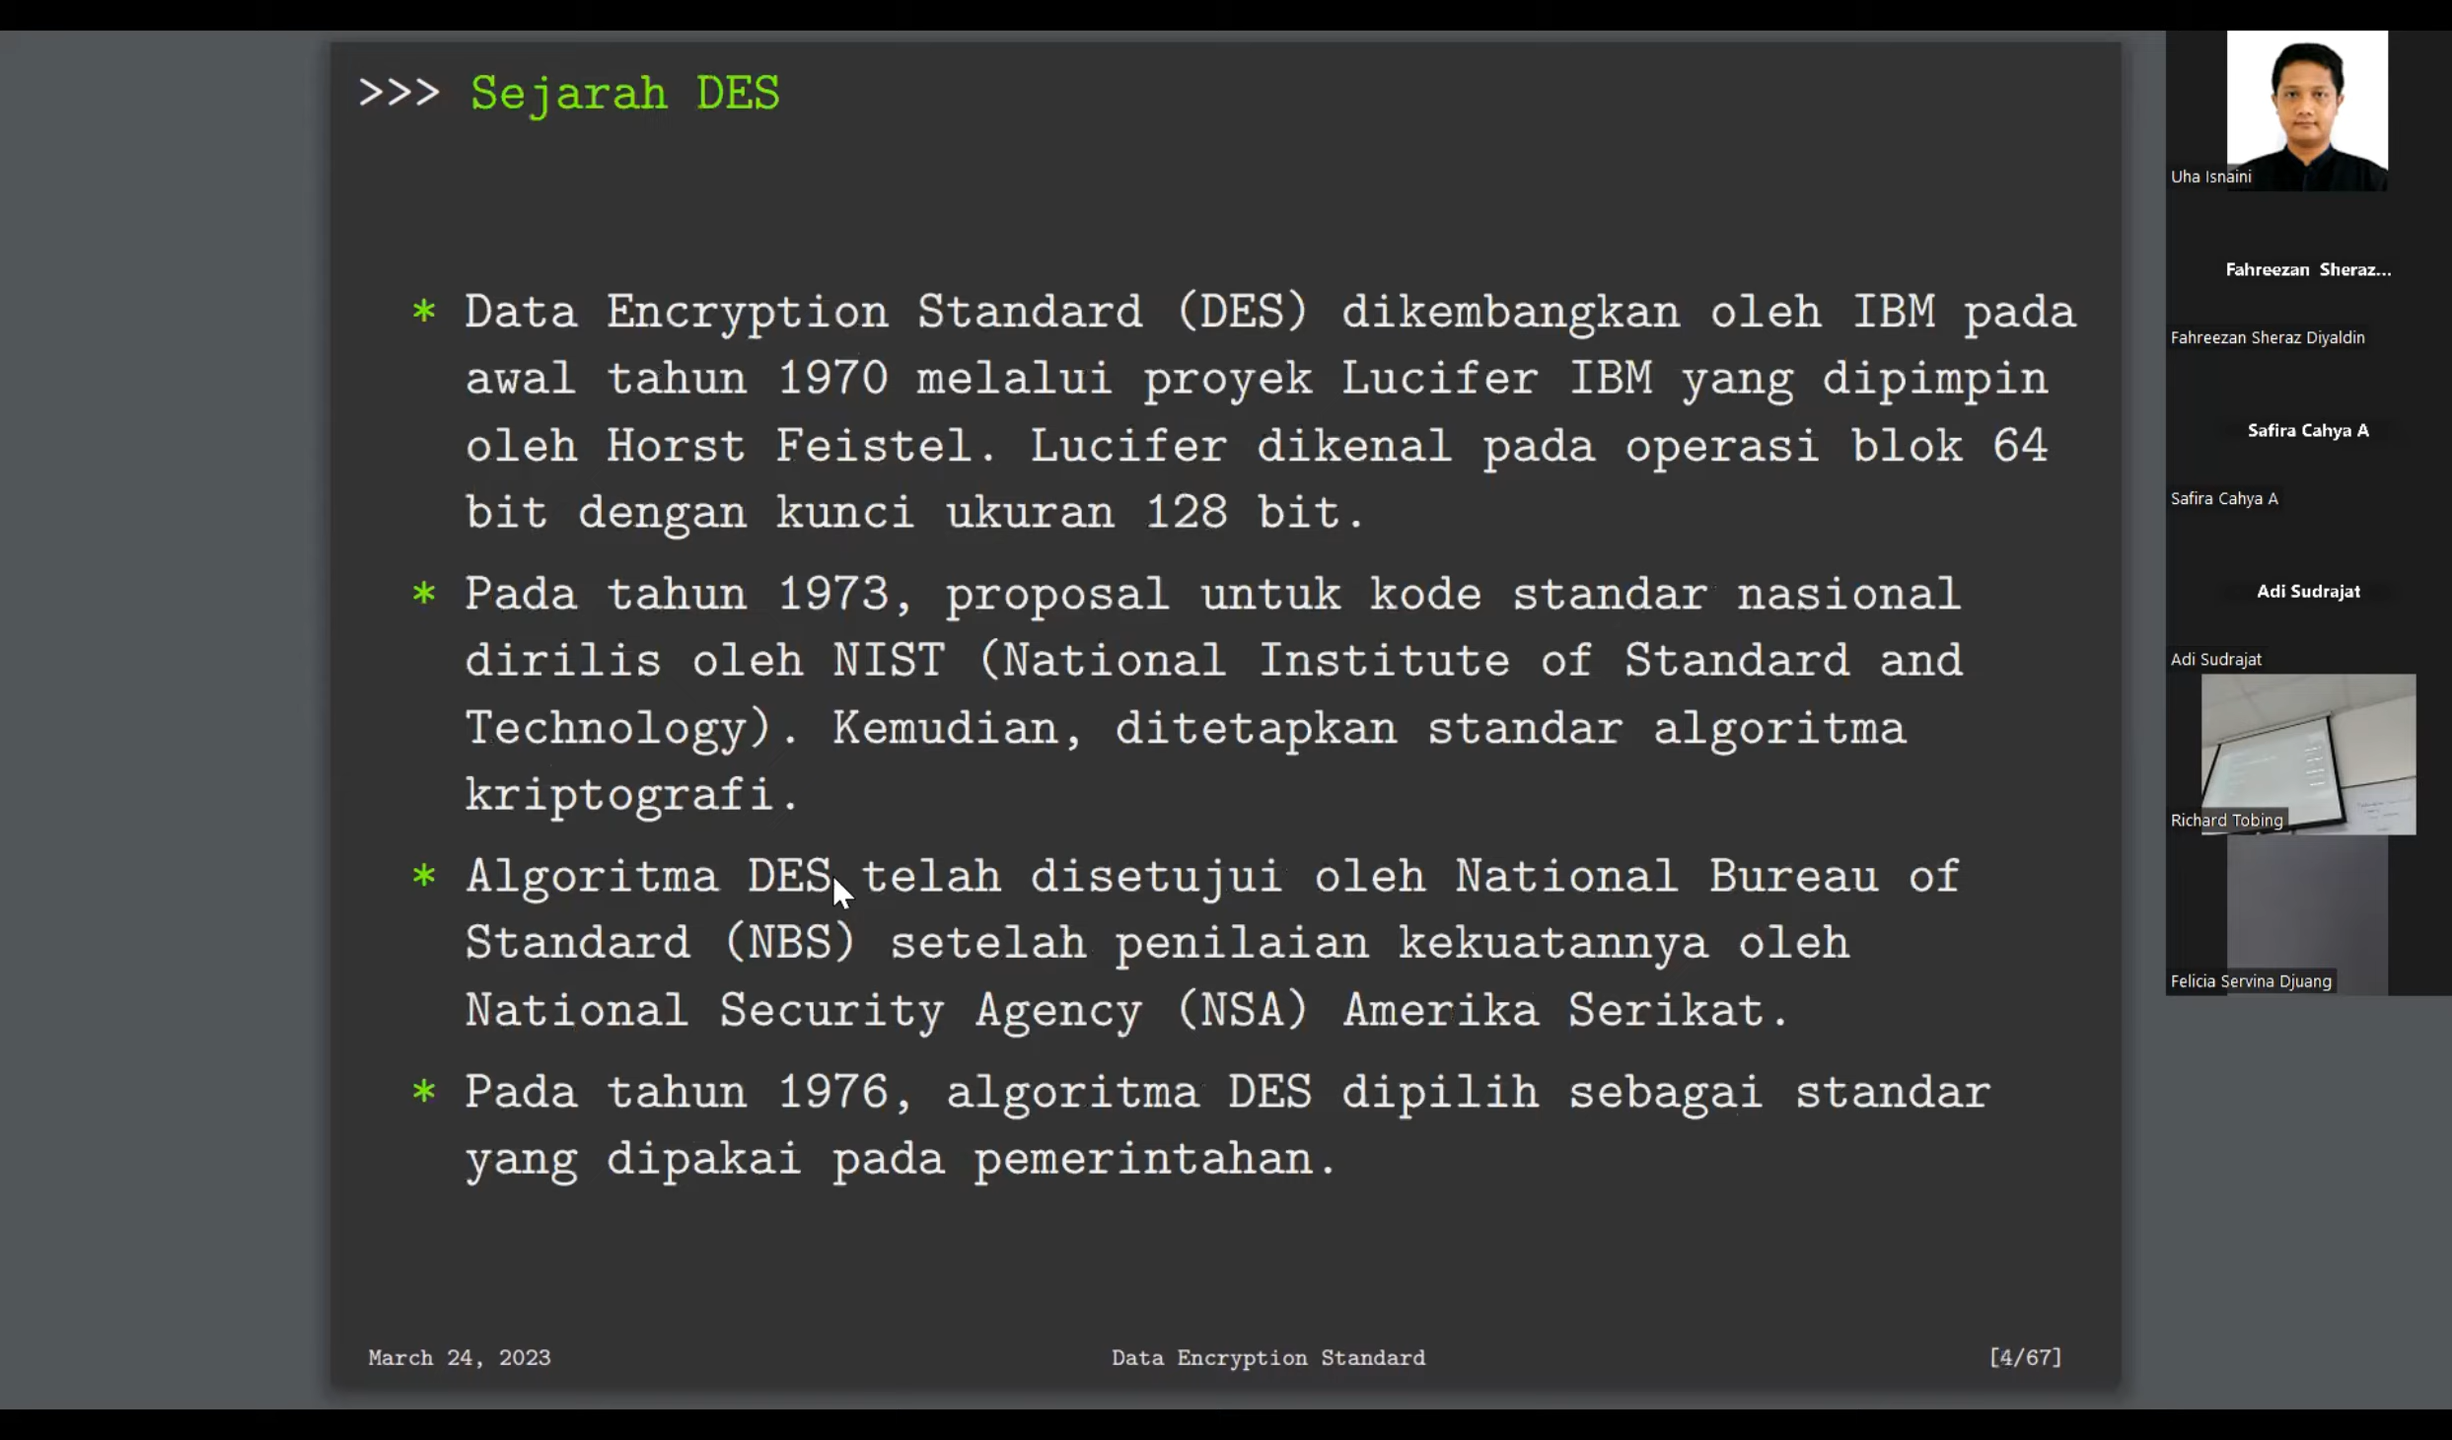 >>> Sejarah DES
* Data Encryption Standard (DES) dikembangkan oleh IBM pada
awal tahun 1970 melalui proyek Lucifer IBM yang dipimpin
oleh Horst Feistel. Lucifer dikenal pada operasi blok 64
bit dengan kunci ukuran 128 bit.
* Pada tahun 1973, proposal untuk kode standar nasional
dirilis oleh NIST (National Institute of Standard and
Technology). Kemudian, ditetapkan standar algoritma
kriptografi.
* Algoritma DES telah disetujui oleh National Bureau of
Standard (NBS) setelah penilaian kekuatannya oleh
National Security Agency (NSA) Amerika Serikat.
* Pada tahun 1976, algoritma DES dipilih sebagai standar
yang dipakai pada pemerintahan.
March 24, 2023
Data Encryption Standard
[4/67]
Uha Isnaini
Fahreezan Sheraz...
Fahreezan Sheraz Diyaldin
Safira Cahya A
Safira Cahya A
Adi Sudrajat
Adi Sudrajat
Richard Tobing
Felicia Servina Djuang